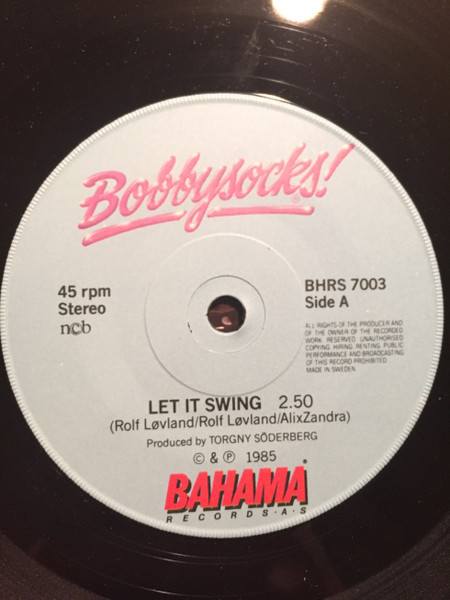 Bobbysocks!
®
45 rpm
Stereo
ncb
BHRS 7003
Side A
ALL RIGHTS OF THE PRODUCER AND
OF THE OWNER OF THE RECORDED
WORK RESERVED UNAUTHORISED
COPYING, HIRING, RENTING, PUBLIC
PERFORMANCE AND BROADCASTING
OF THIS RECORD PROHIBITED
MADE IN SWEDEN
LET IT SWING 2.50
(Rolf Løvland/Rolf Løvland/AlixZandra)
Produced by TORGNY SÖDERBERG
© & ℗ 1985
BAHAMA
RECORDS·A·S